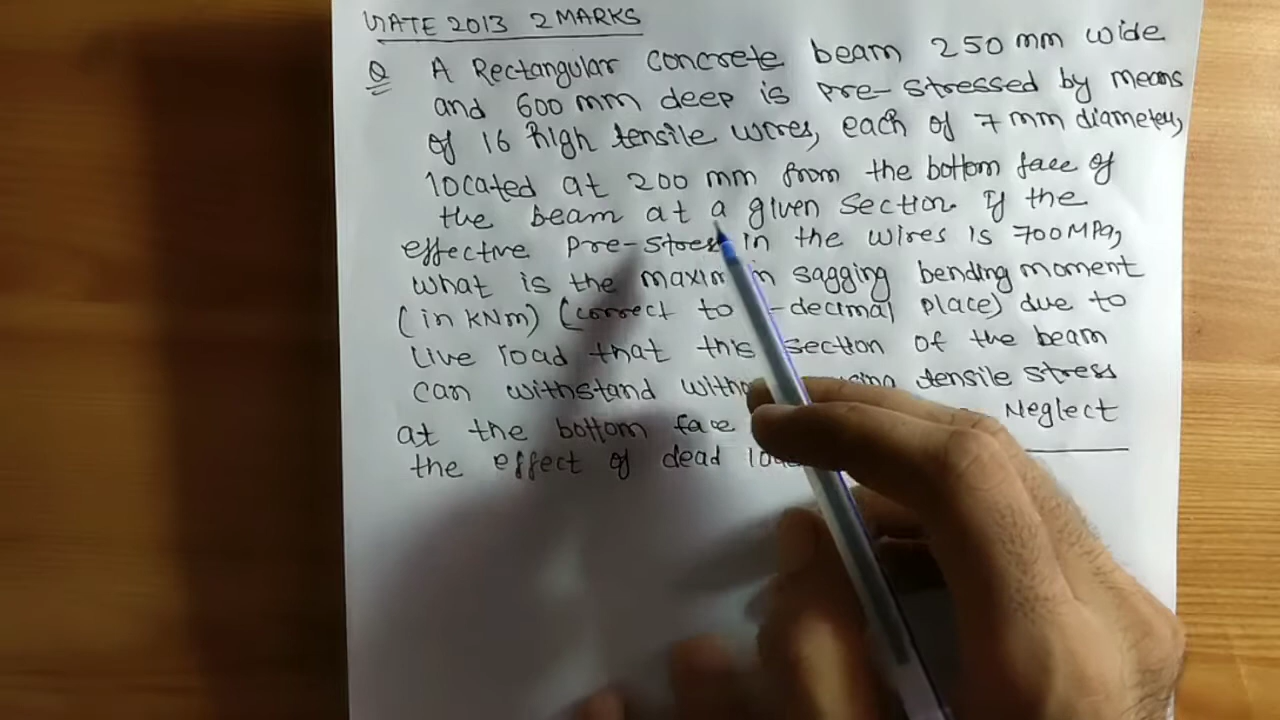 GATE 2013 2 MARKS
Q A Rectangular concrete beam 250 mm wide
and 600 mm deep is pre-stressed by means
of 16 high tensile wires, each of 7 mm diameter,
located at 200 mm from the bottom face of
the beam at a given section. If the
effective pre-stress in the wires is 700 MPa,
what is the in sagging bending moment
(in kNm) (correct to -decimal place) due to
Live load that this section of the beam
can withstand tensile stress
at the bottom face Neglect
the effect of dead